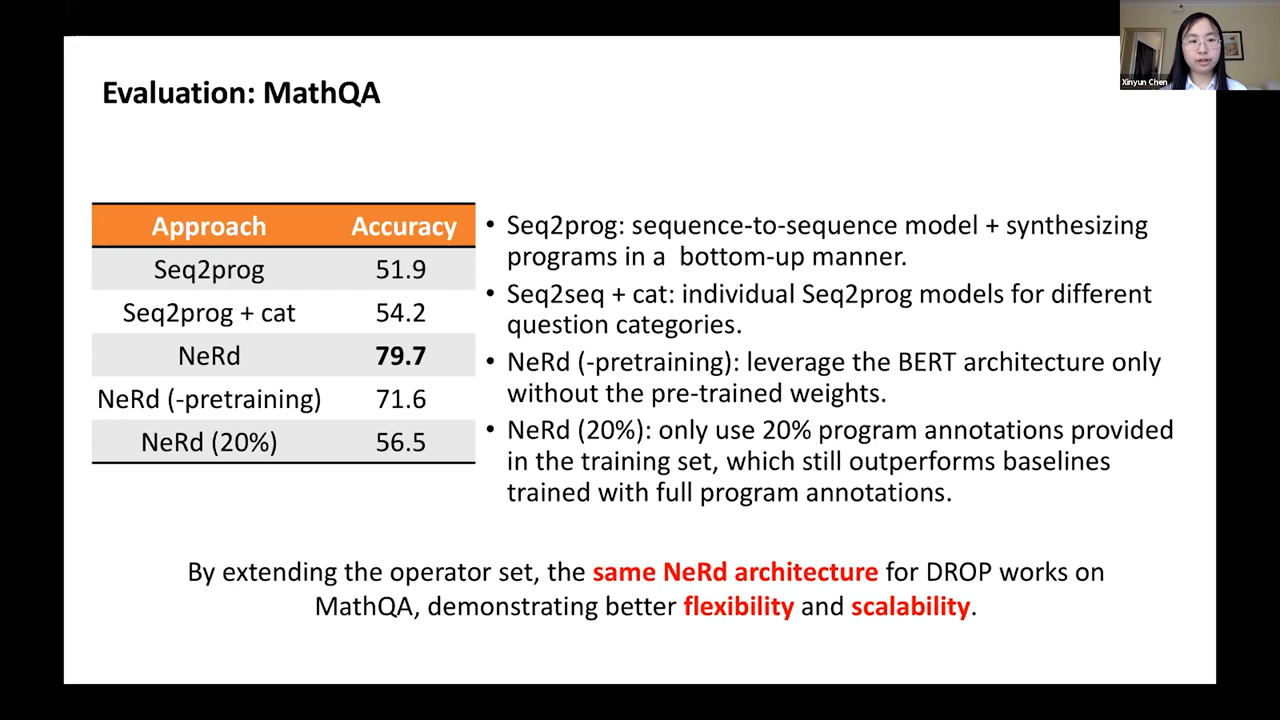 Xinyun Chen
Evaluation: MathQA
Approach Accuracy
Seq2prog 51.9
Seq2prog + cat 54.2
NeRd 79.7
NeRd (-pretraining) 71.6
NeRd (20%) 56.5
• Seq2prog: sequence-to-sequence model + synthesizing
programs in a bottom-up manner.
• Seq2seq + cat: individual Seq2prog models for different
question categories.
• NeRd (-pretraining): leverage the BERT architecture only
without the pre-trained weights.
• NeRd (20%): only use 20% program annotations provided
in the training set, which still outperforms baselines
trained with full program annotations.
By extending the operator set, the same NeRd architecture for DROP works on
MathQA, demonstrating better flexibility and scalability.